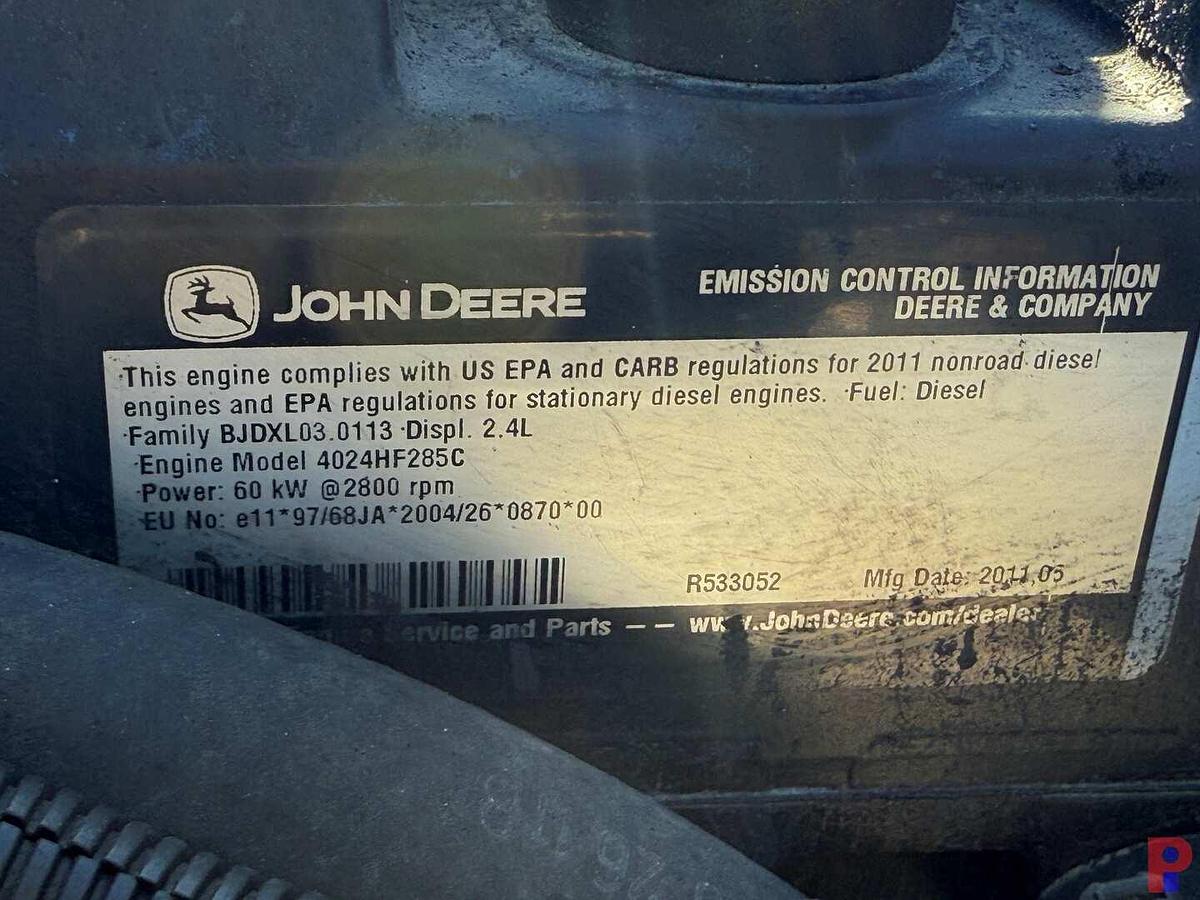 JOHN DEERE
EMISSION CONTROL INFORMATION
DEERE & COMPANY
·This engine complies with US EPA and CARB regulations for 2011 nonroad diesel
engines and EPA regulations for stationary diesel engines. ·Fuel: Diesel
·Family BJDXL03.0113 ·Displ. 2.4L
·Engine Model 4024HF285C
·Power: 60 kW @2800 rpm
·EU No: e11*97/68JA*2004/26*0870*00
R533052
Mfg Date: 2011,05
Service and Parts – – www.JohnDeere.com/dealer